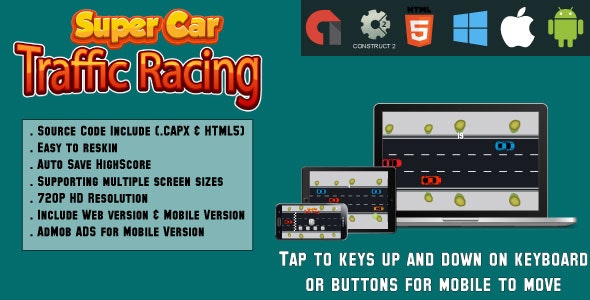 Super Car
Traffic Racing
CONSTRUCT 2
HTML
5
. Source Code Include (.CAPX & HTML5)
. Easy to reskin
. Auto Save HighScore
. Supporting multiple screen sizes
. 720P HD Resolution
. Include Web version & Mobile Version
. AdMob ADS for Mobile Version
Tap to keys up and down on keyboard
or buttons for mobile to move